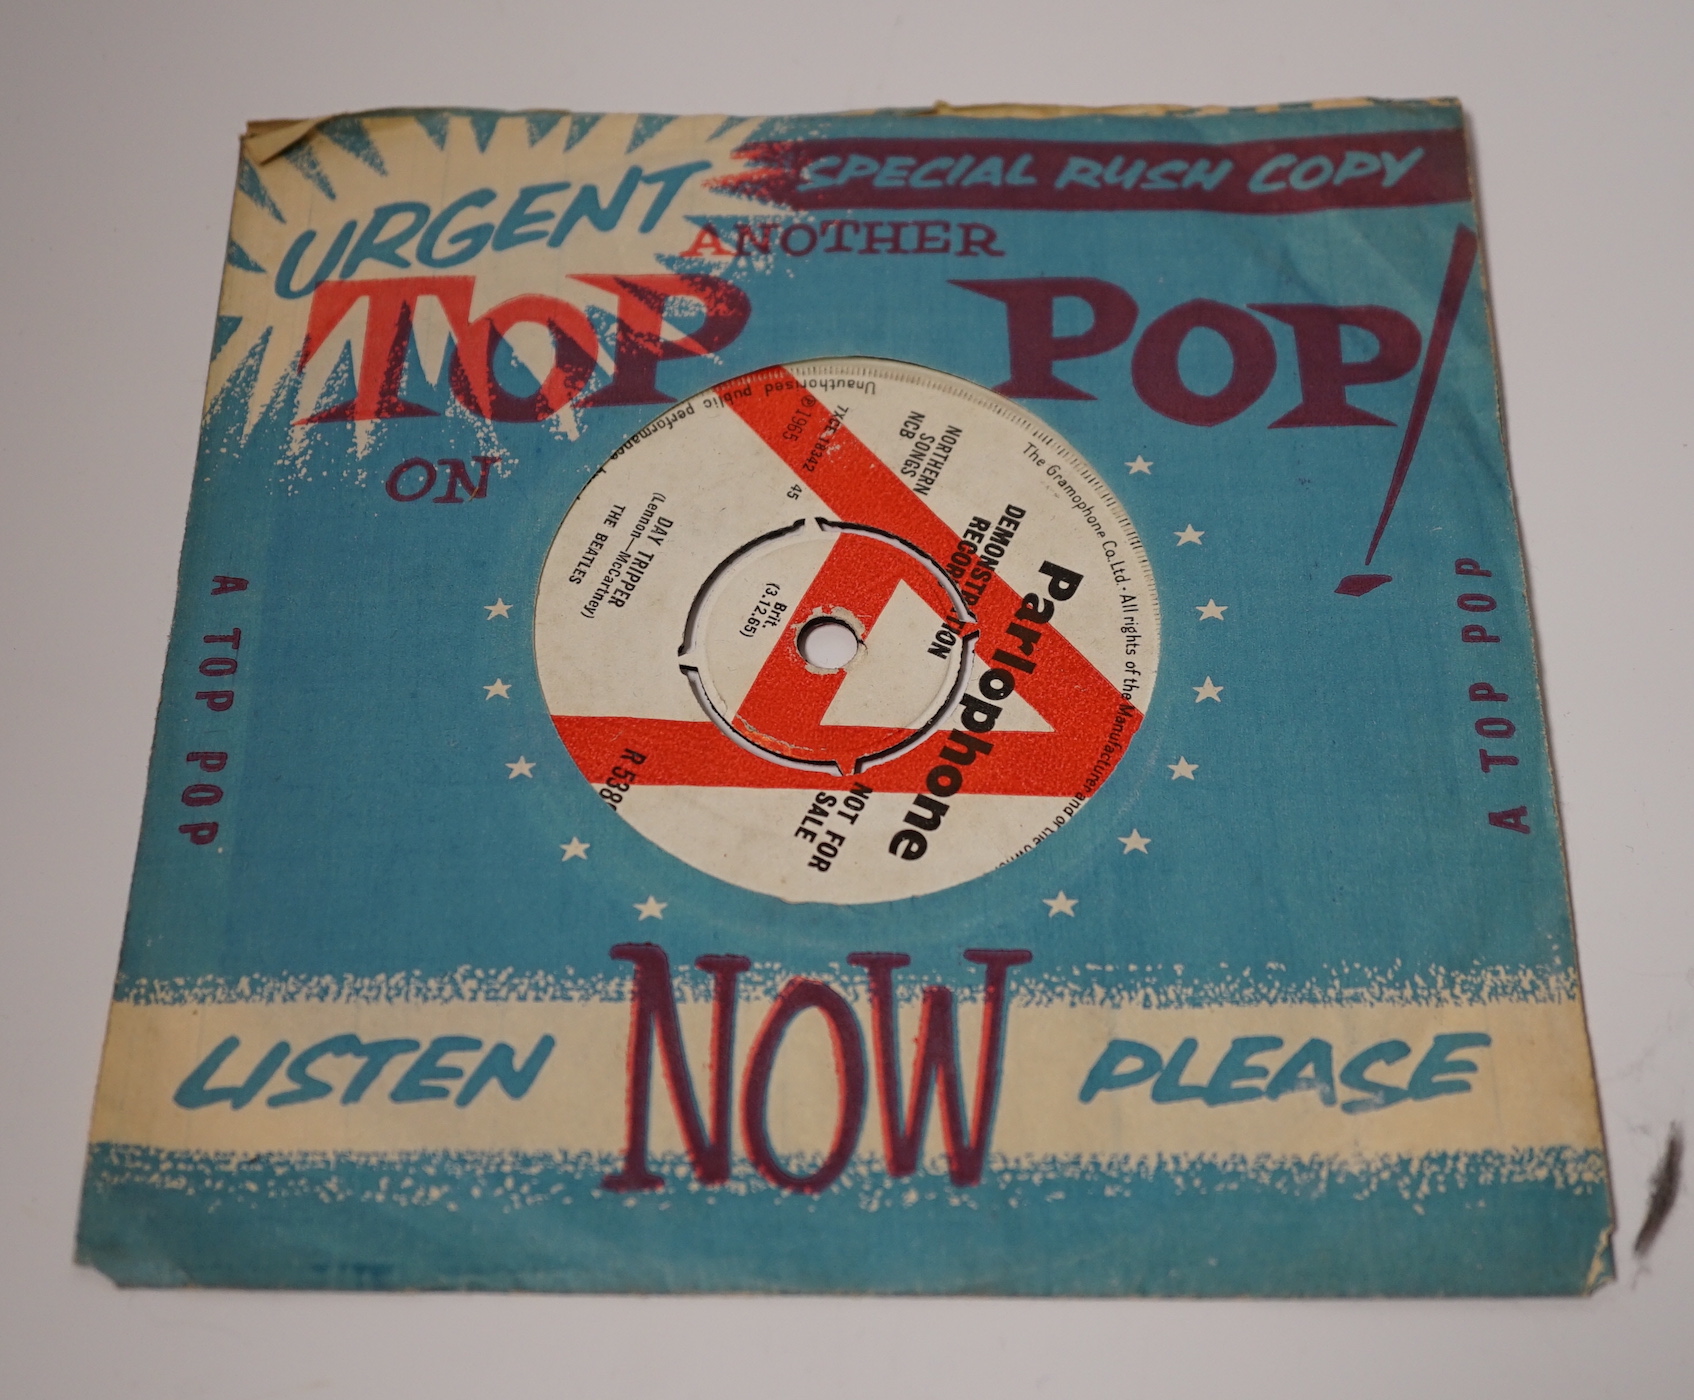 URGENT
SPECIAL RUSH COPY
ANOTHER
TOP POP!
ON
A TOP POP
A TOP POP
The Gramophone Co. Ltd. · All rights of the Manufacturer and of the
Parlophone
DEMONSTRATION
RECORD
NOT FOR
SALE
NORTHERN
SONGS
NCB
Brit.
(3.12.65)
Unauthorised public performance
℗ 1965
7XCE 18342
45
DAY TRIPPER
(Lennon—McCartney)
THE BEATLES
LISTEN NOW PLEASE